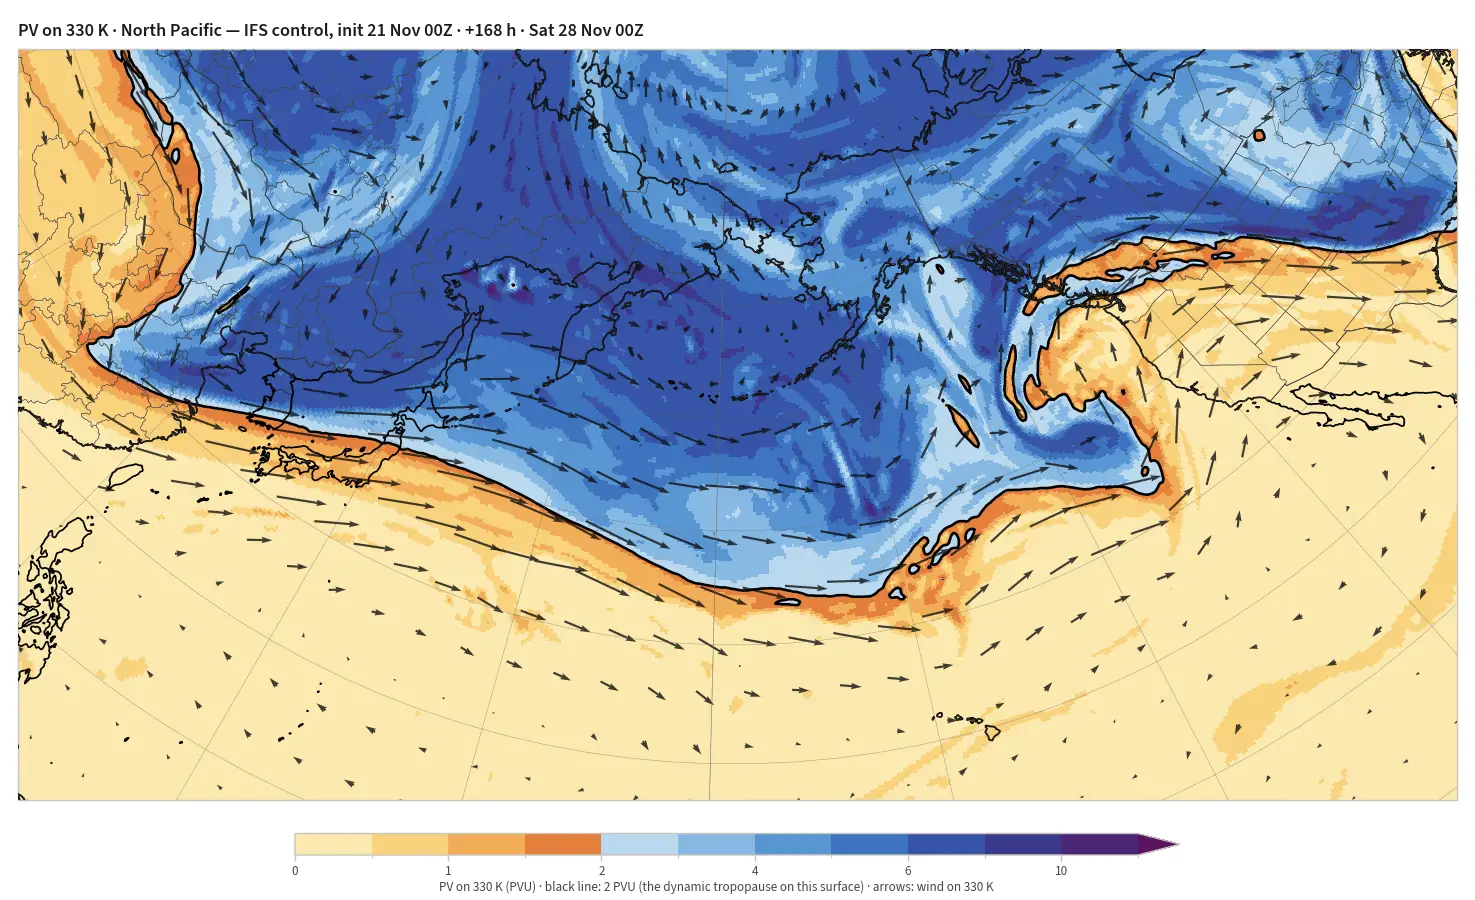 PV on 330 K · North Pacific — IFS control, init 21 Nov 00Z · +168 h · Sat 28 Nov 00Z
0 1 2 4 6 10
PV on 330 K (PVU) · black line: 2 PVU (the dynamic tropopause on this surface) · arrows: wind on 330 K